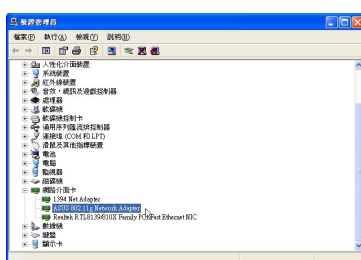 裝置管理員
檔案(F) 執行(A) 檢視(V) 說明(H)
人性化介面裝置
系統裝置
紅外線裝置
音效，視訊及遊戲控制器
處理器
軟碟機
軟碟機控制卡
通用序列匯流排控制器
連接埠 (COM 和 LPT)
滑鼠及其他指標裝置
電池
電腦
監視器
磁碟機
網路介面卡
1394 Net Adapter
ASUS 802.11g Network Adapter
Realtek RTL8139/810X Family PCI Fast Ethernet NIC
數據機
鍵盤
顯示卡